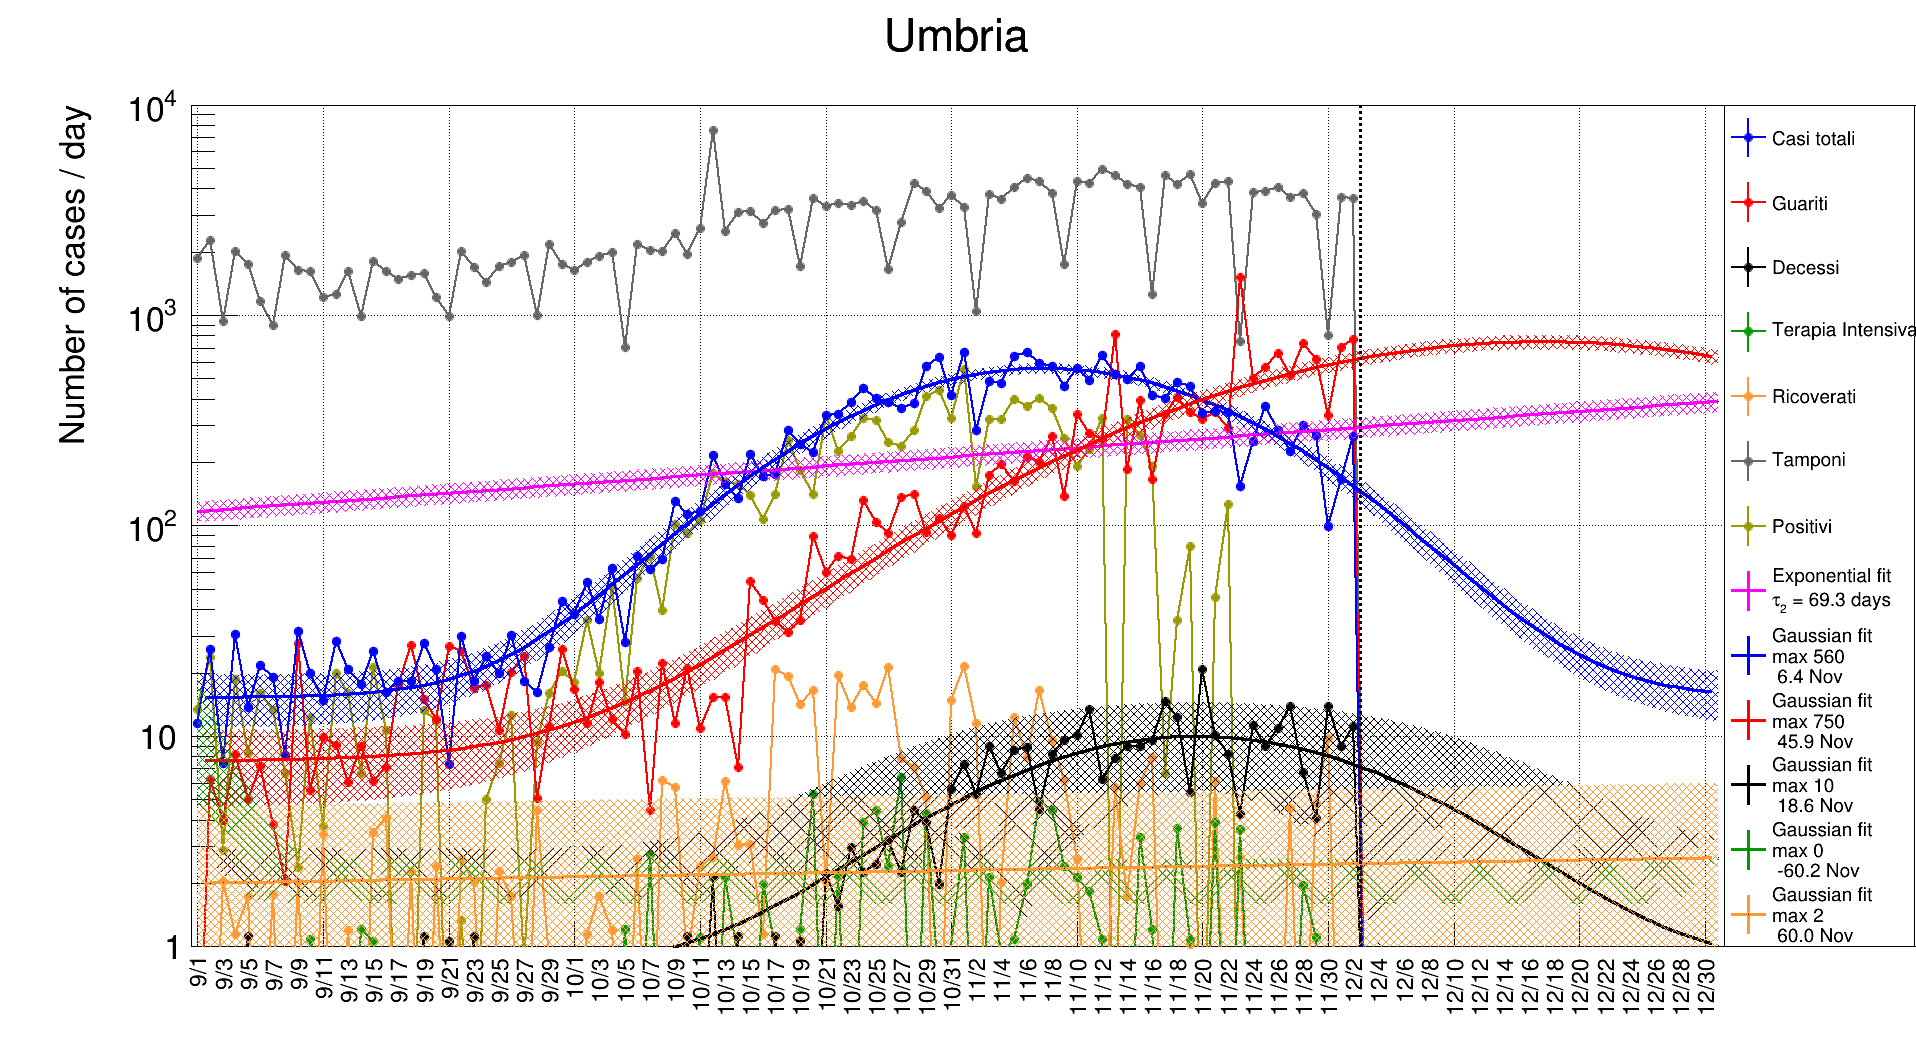 Umbria
Number of cases / day
10^4
10^3
10^2
10
1
9/1
9/3
9/5
9/7
9/9
9/11
9/13
9/15
9/17
9/19
9/21
9/23
9/25
9/27
9/29
10/1
10/3
10/5
10/7
10/9
10/11
10/13
10/15
10/17
10/19
10/21
10/23
10/25
10/27
10/29
10/31
11/2
11/4
11/6
11/8
11/10
11/12
11/14
11/16
11/18
11/20
11/22
11/24
11/26
11/28
11/30
12/2
12/4
12/6
12/8
12/10
12/12
12/14
12/16
12/18
12/20
12/22
12/24
12/26
12/28
12/30
Casi totali
Guariti
Decessi
Terapia Intensiva
Ricoverati
Tamponi
Positivi
Exponential fit
τ₂ = 69.3 days
Gaussian fit
max 560
6.4 Nov
Gaussian fit
max 750
45.9 Nov
Gaussian fit
max 10
18.6 Nov
Gaussian fit
max 0
-60.2 Nov
Gaussian fit
max 2
60.0 Nov